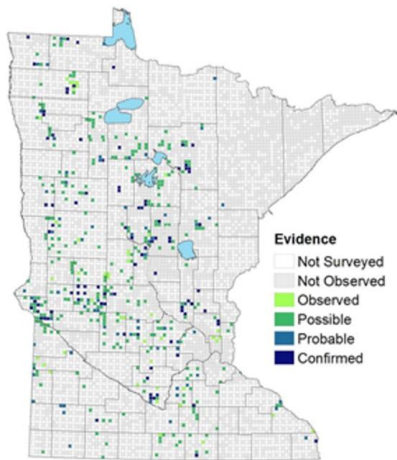 Evidence
Not Surveyed
Not Observed
Observed
Possible
Probable
Confirmed